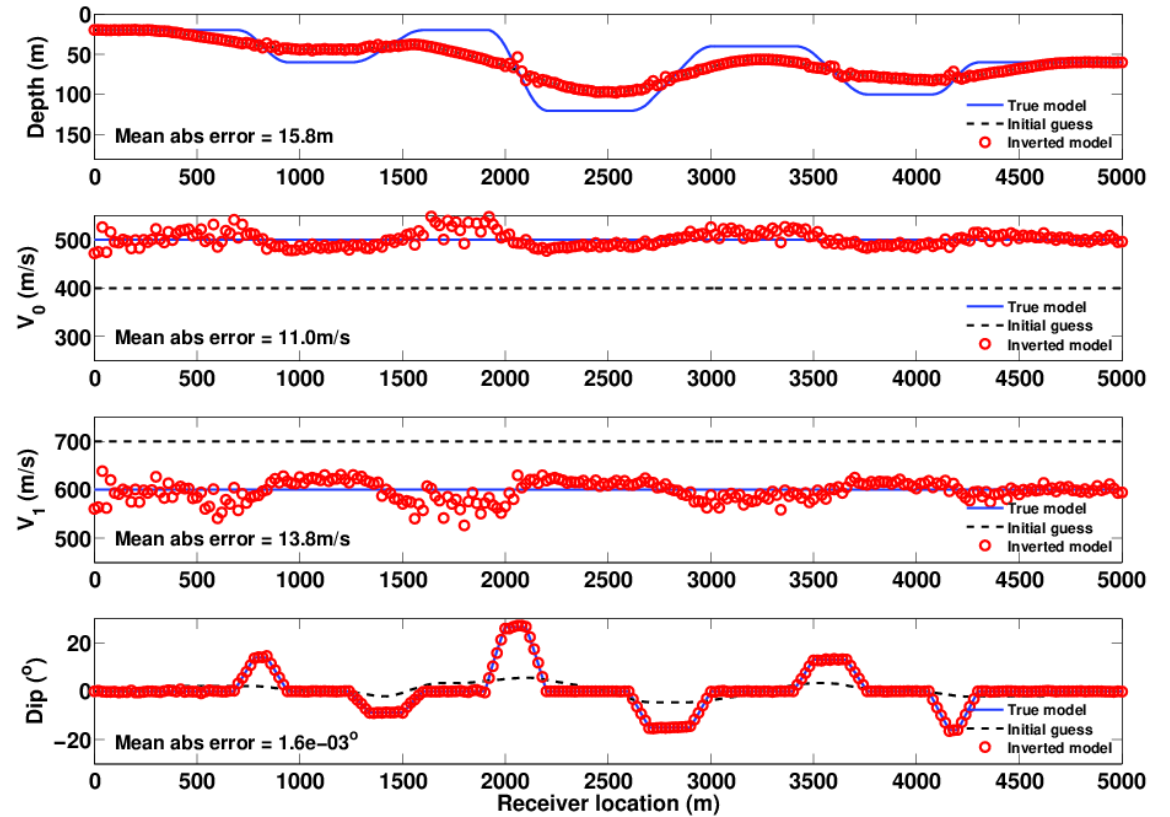 0
50
100
150
Depth (m)
Mean abs error = 15.8m
True model
Initial guess
Inverted model
0 500 1000 1500 2000 2500 3000 3500 4000 4500 5000
500
400
300
V0 (m/s)
Mean abs error = 11.0m/s
True model
Initial guess
Inverted model
0 500 1000 1500 2000 2500 3000 3500 4000 4500 5000
700
600
500
V1 (m/s)
Mean abs error = 13.8m/s
True model
Initial guess
Inverted model
0 500 1000 1500 2000 2500 3000 3500 4000 4500 5000
20
0
−20
Dip (o)
Mean abs error = 1.6e−03o
True model
Initial guess
Inverted model
0 500 1000 1500 2000 2500 3000 3500 4000 4500 5000
Receiver location (m)